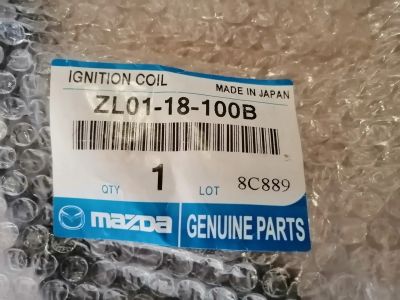 IGNITION COIL MADE IN JAPAN
ZL01-18-100B
QTY 1 LOT 8C889
mazda GENUINE PARTS